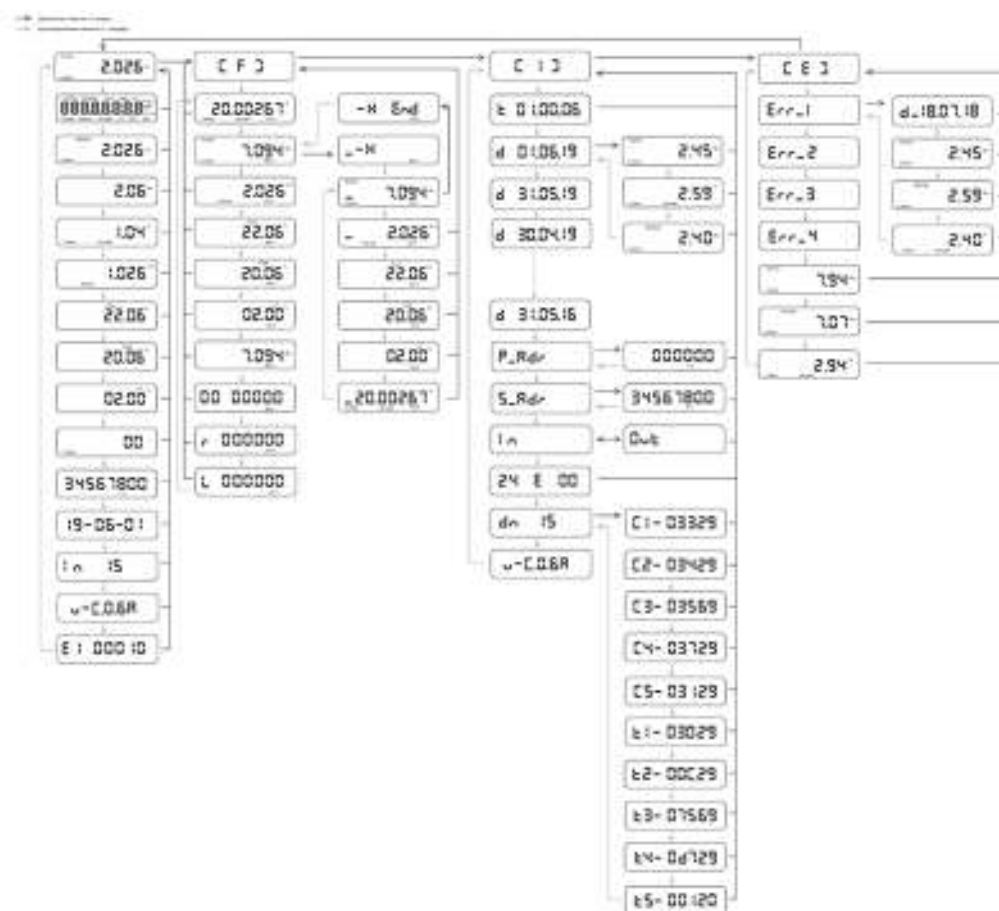 2.026
88888888
2.026
2.06
1.04
1.026
22.06
20.06
02.00
00
34567800
19-06-01
In 15
u-C.0.6A
E1 00010
[ F ]
20.00267
7.094
2.026
22.06
20.06
02.00
7.094
00 00000
r 000000
L 000000
-H End
_-H
_ 7.094
_ 2.026
22.06
20.06
02.00
_20.00267
[ 1 ]
t 01.00.06
d 01.06.19
d 31.05.19
d 30.04.19
d 31.05.16
P_Adr
S_Adr
In
24 E 00
dn 15
u-C.0.6A
2.45
2.59
2.40
000000
34567800
Out
C1-03329
C2-03429
C3-03569
C4-03729
C5-03129
t1-03029
t2-00C29
t3-07569
t4-0d729
t5-00120
[ E ]
Err_1
Err_2
Err_3
Err_4
7.94
7.07
2.94
d_18.07.18
2.45
2.59
2.40